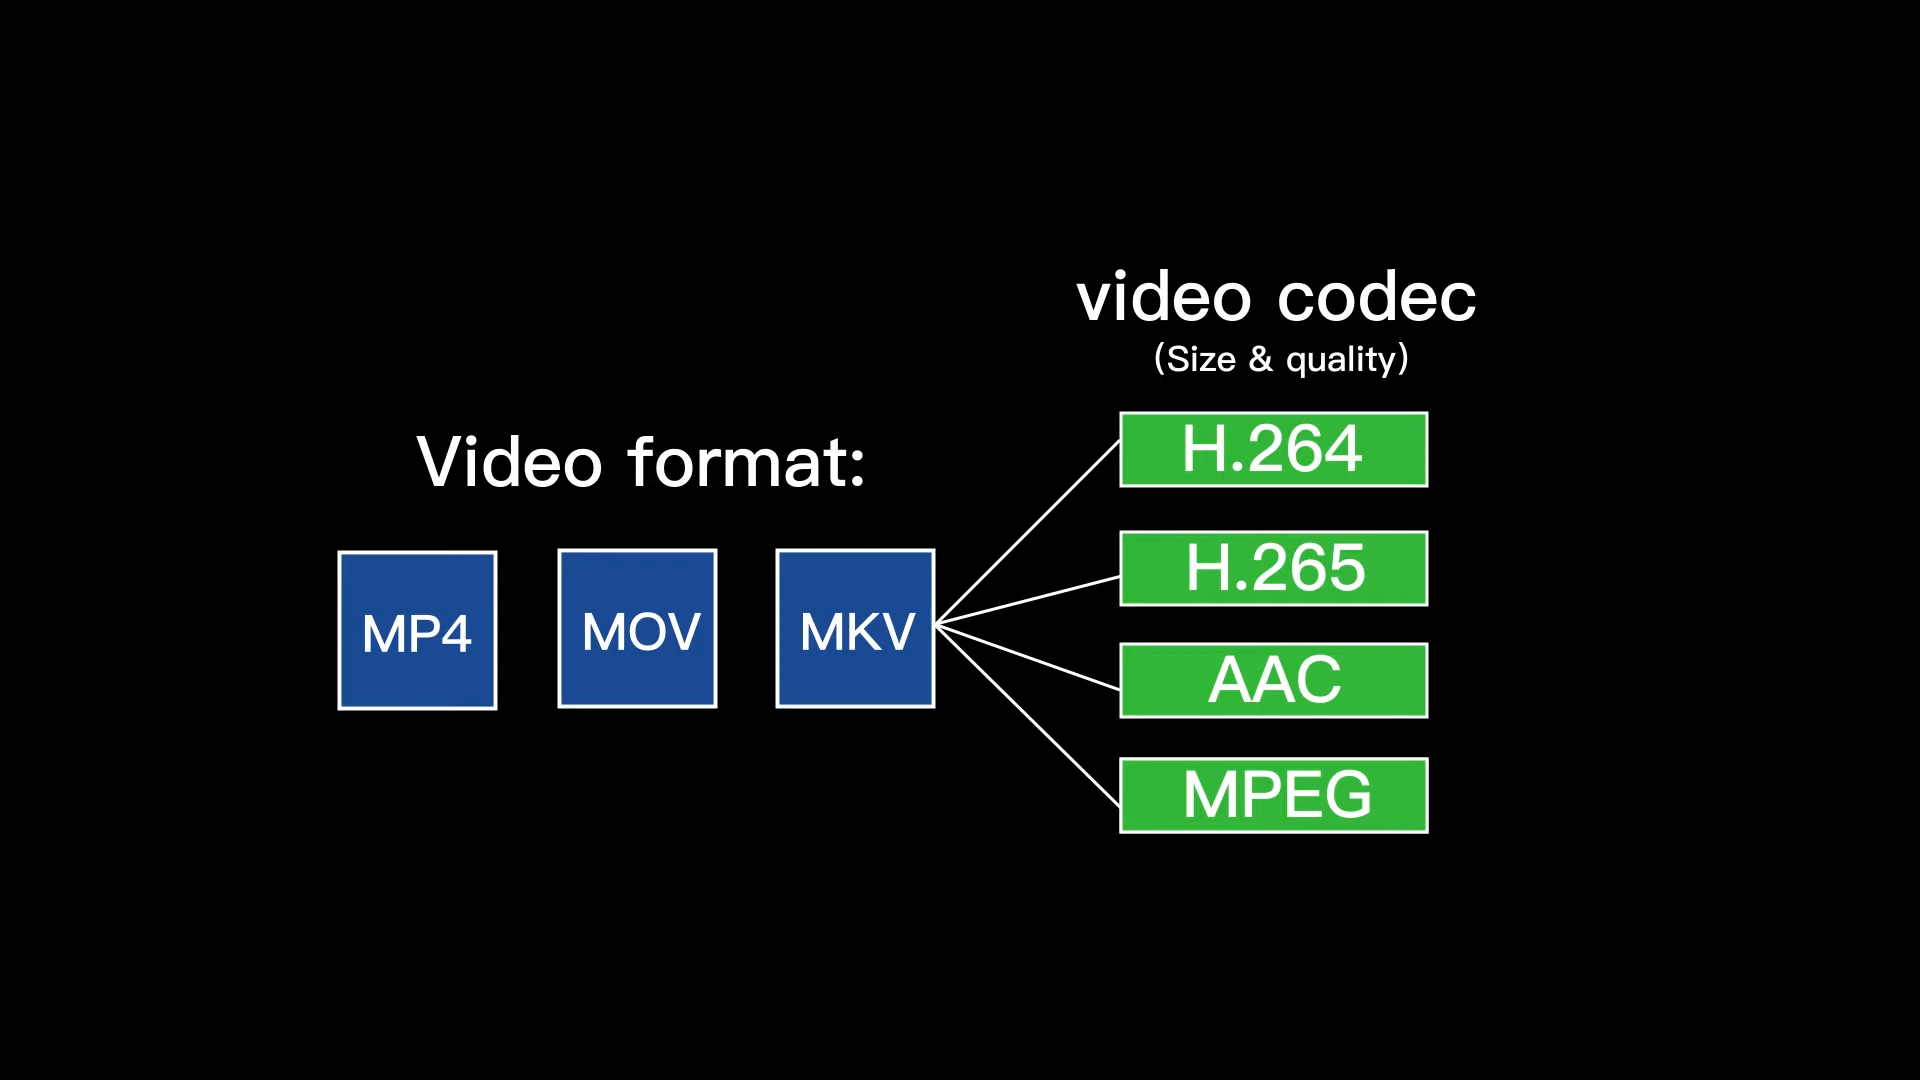 Video format:
MP4
MOV
MKV
video codec
(Size & quality)
H.264
H.265
AAC
MPEG